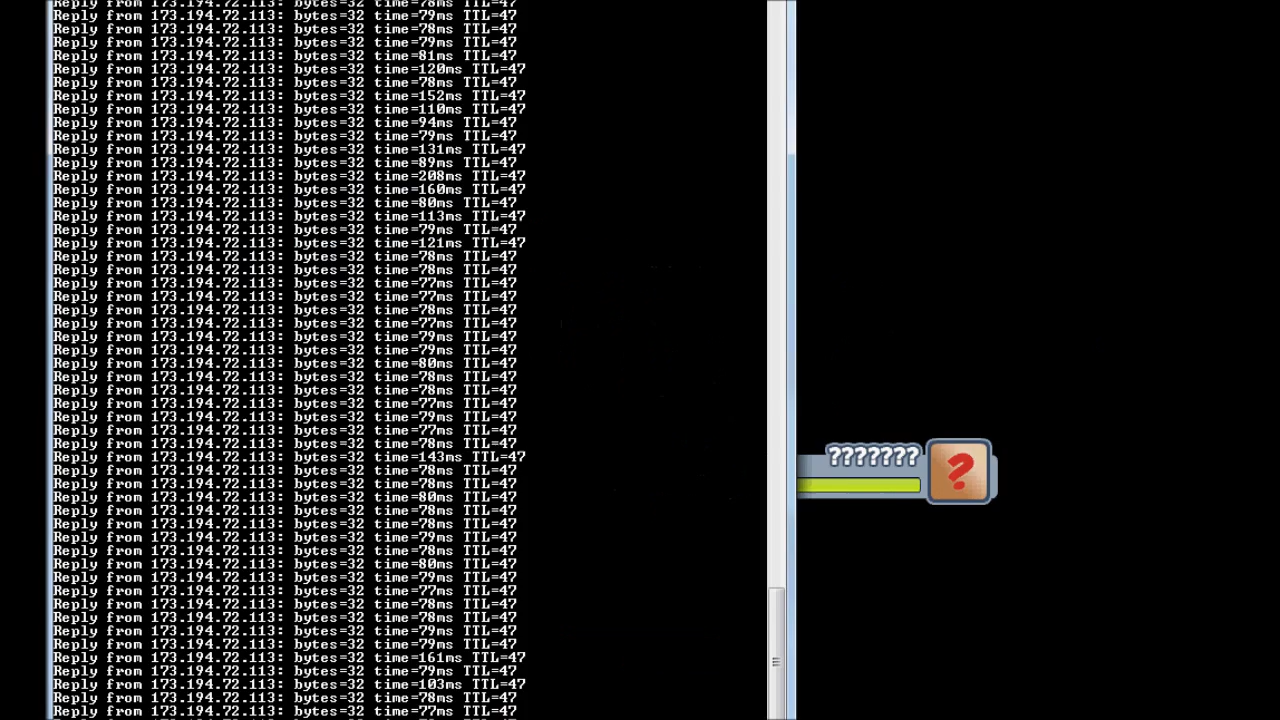 Reply from 173.194.72.113: bytes=32 time=78ms TTL=47
Reply from 173.194.72.113: bytes=32 time=79ms TTL=47
Reply from 173.194.72.113: bytes=32 time=78ms TTL=47
Reply from 173.194.72.113: bytes=32 time=79ms TTL=47
Reply from 173.194.72.113: bytes=32 time=81ms TTL=47
Reply from 173.194.72.113: bytes=32 time=120ms TTL=47
Reply from 173.194.72.113: bytes=32 time=78ms TTL=47
Reply from 173.194.72.113: bytes=32 time=152ms TTL=47
Reply from 173.194.72.113: bytes=32 time=110ms TTL=47
Reply from 173.194.72.113: bytes=32 time=94ms TTL=47
Reply from 173.194.72.113: bytes=32 time=79ms TTL=47
Reply from 173.194.72.113: bytes=32 time=131ms TTL=47
Reply from 173.194.72.113: bytes=32 time=89ms TTL=47
Reply from 173.194.72.113: bytes=32 time=208ms TTL=47
Reply from 173.194.72.113: bytes=32 time=160ms TTL=47
Reply from 173.194.72.113: bytes=32 time=80ms TTL=47
Reply from 173.194.72.113: bytes=32 time=113ms TTL=47
Reply from 173.194.72.113: bytes=32 time=79ms TTL=47
Reply from 173.194.72.113: bytes=32 time=121ms TTL=47
Reply from 173.194.72.113: bytes=32 time=78ms TTL=47
Reply from 173.194.72.113: bytes=32 time=78ms TTL=47
Reply from 173.194.72.113: bytes=32 time=77ms TTL=47
Reply from 173.194.72.113: bytes=32 time=77ms TTL=47
Reply from 173.194.72.113: bytes=32 time=78ms TTL=47
Reply from 173.194.72.113: bytes=32 time=77ms TTL=47
Reply from 173.194.72.113: bytes=32 time=79ms TTL=47
Reply from 173.194.72.113: bytes=32 time=79ms TTL=47
Reply from 173.194.72.113: bytes=32 time=80ms TTL=47
Reply from 173.194.72.113: bytes=32 time=78ms TTL=47
Reply from 173.194.72.113: bytes=32 time=78ms TTL=47
Reply from 173.194.72.113: bytes=32 time=77ms TTL=47
Reply from 173.194.72.113: bytes=32 time=79ms TTL=47
Reply from 173.194.72.113: bytes=32 time=77ms TTL=47
Reply from 173.194.72.113: bytes=32 time=78ms TTL=47
Reply from 173.194.72.113: bytes=32 time=143ms TTL=47
Reply from 173.194.72.113: bytes=32 time=78ms TTL=47
Reply from 173.194.72.113: bytes=32 time=78ms TTL=47
Reply from 173.194.72.113: bytes=32 time=80ms TTL=47
Reply from 173.194.72.113: bytes=32 time=78ms TTL=47
Reply from 173.194.72.113: bytes=32 time=78ms TTL=47
Reply from 173.194.72.113: bytes=32 time=79ms TTL=47
Reply from 173.194.72.113: bytes=32 time=78ms TTL=47
Reply from 173.194.72.113: bytes=32 time=80ms TTL=47
Reply from 173.194.72.113: bytes=32 time=79ms TTL=47
Reply from 173.194.72.113: bytes=32 time=77ms TTL=47
Reply from 173.194.72.113: bytes=32 time=78ms TTL=47
Reply from 173.194.72.113: bytes=32 time=78ms TTL=47
Reply from 173.194.72.113: bytes=32 time=79ms TTL=47
Reply from 173.194.72.113: bytes=32 time=79ms TTL=47
Reply from 173.194.72.113: bytes=32 time=161ms TTL=47
Reply from 173.194.72.113: bytes=32 time=79ms TTL=47
Reply from 173.194.72.113: bytes=32 time=103ms TTL=47
Reply from 173.194.72.113: bytes=32 time=78ms TTL=47
Reply from 173.194.72.113: bytes=32 time=77ms TTL=47
???????
?